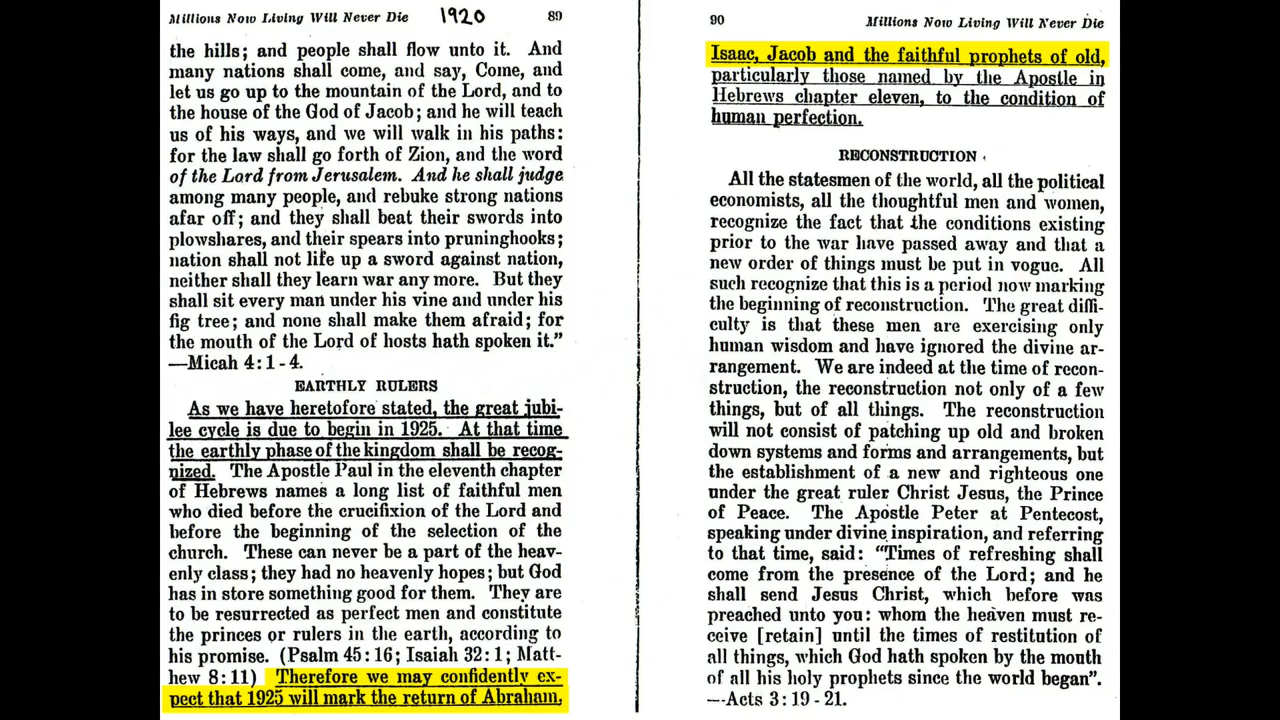 Millions Now Living Will Never Die 1920 89
the hills; and people shall flow unto it. And
many nations shall come, and say, Come, and
let us go up to the mountain of the Lord, and to
the house of the God of Jacob; and he will teach
us of his ways, and we will walk in his paths:
for the law shall go forth of Zion, and the word
of the Lord from Jerusalem. And he shall judge
among many people, and rebuke strong nations
afar off; and they shall beat their swords into
plowshares, and their spears into pruninghooks;
nation shall not life up a sword against nation,
neither shall they learn war any more. But they
shall sit every man under his vine and under his
fig tree; and none shall make them afraid; for
the mouth of the Lord of hosts hath spoken it."
—Micah 4:1-4.
EARTHLY RULERS
As we have heretofore stated, the great jubi-
lee cycle is due to begin in 1925. At that time
the earthly phase of the kingdom shall be recog-
nized. The Apostle Paul in the eleventh chapter
of Hebrews names a long list of faithful men
who died before the crucifixion of the Lord and
before the beginning of the selection of the
church. These can never be a part of the heav-
enly class; they had no heavenly hopes; but God
has in store something good for them. They are
to be resurrected as perfect men and constitute
the princes or rulers in the earth, according to
his promise. (Psalm 45:16; Isaiah 32:1; Matt-
hew 8:11) Therefore we may confidently ex-
pect that 1925 will mark the return of Abraham,
90 Millions Now Living Will Never Die
Isaac, Jacob and the faithful prophets of old,
particularly those named by the Apostle in
Hebrews chapter eleven, to the condition of
human perfection.
RECONSTRUCTION
All the statesmen of the world, all the political
economists, all the thoughtful men and women,
recognize the fact that the conditions existing
prior to the war have passed away and that a
new order of things must be put in vogue. All
such recognize that this is a period now marking
the beginning of reconstruction. The great diffi-
culty is that these men are exercising only
human wisdom and have ignored the divine ar-
rangement. We are indeed at the time of recon-
struction, the reconstruction not only of a few
things, but of all things. The reconstruction
will not consist of patching up old and broken
down systems and forms and arrangements, but
the establishment of a new and righteous one
under the great ruler Christ Jesus, the Prince
of Peace. The Apostle Peter at Pentecost,
speaking under divine inspiration, and referring
to that time, said: "Times of refreshing shall
come from the presence of the Lord; and he
shall send Jesus Christ, which before was
preached unto you: whom the heaven must re-
ceive [retain] until the times of restitution of
all things, which God hath spoken by the mouth
of all his holy prophets since the world began".
—Acts 3:19-21.